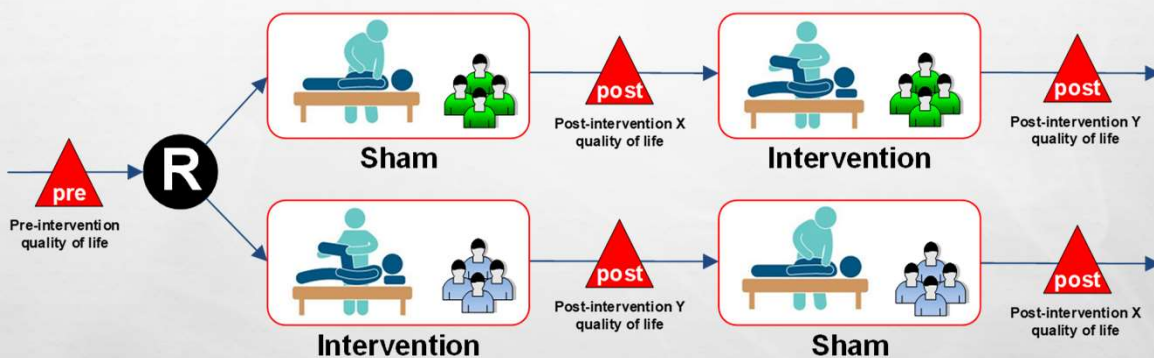 post
Post-intervention X
quality of life
post
Post-intervention Y
quality of life
Sham
Intervention
pre
Pre-intervention
quality of life
R
post
Post-intervention Y
quality of life
post
Post-intervention X
quality of life
Intervention
Sham